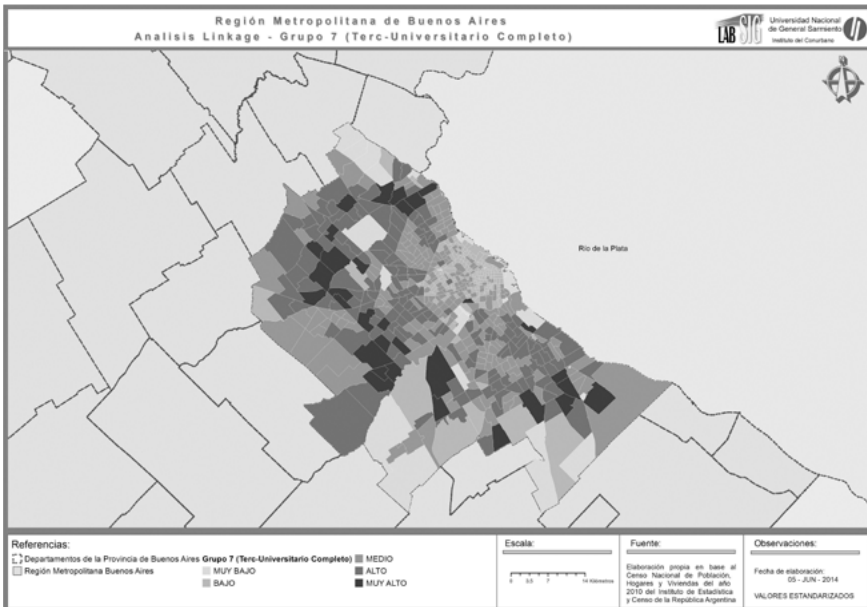 Región Metropolitana de Buenos Aires
Analisis Linkage - Grupo 7 (Terc-Universitario Completo)
LAB SIG
Universidad Nacional
de General Sarmiento
Instituto del Conurbano
Río de la Plata
Referencias:
Departamentos de la Provincia de Buenos Aires
Región Metropolitana Buenos Aires
Grupo 7 (Terc-Universitario Completo)
MUY BAJO
BAJO
MEDIO
ALTO
MUY ALTO
Escala:
0 3,5 7 14 Kilómetros
Fuente:
Elaboración propia en base al
Censo Nacional de Población,
Hogares y Viviendas del año
2010 del Instituto de Estadística
y Censo de la República Argentina
Observaciones:
Fecha de elaboración:
05 - JUN - 2014
VALORES ESTANDARIZADOS